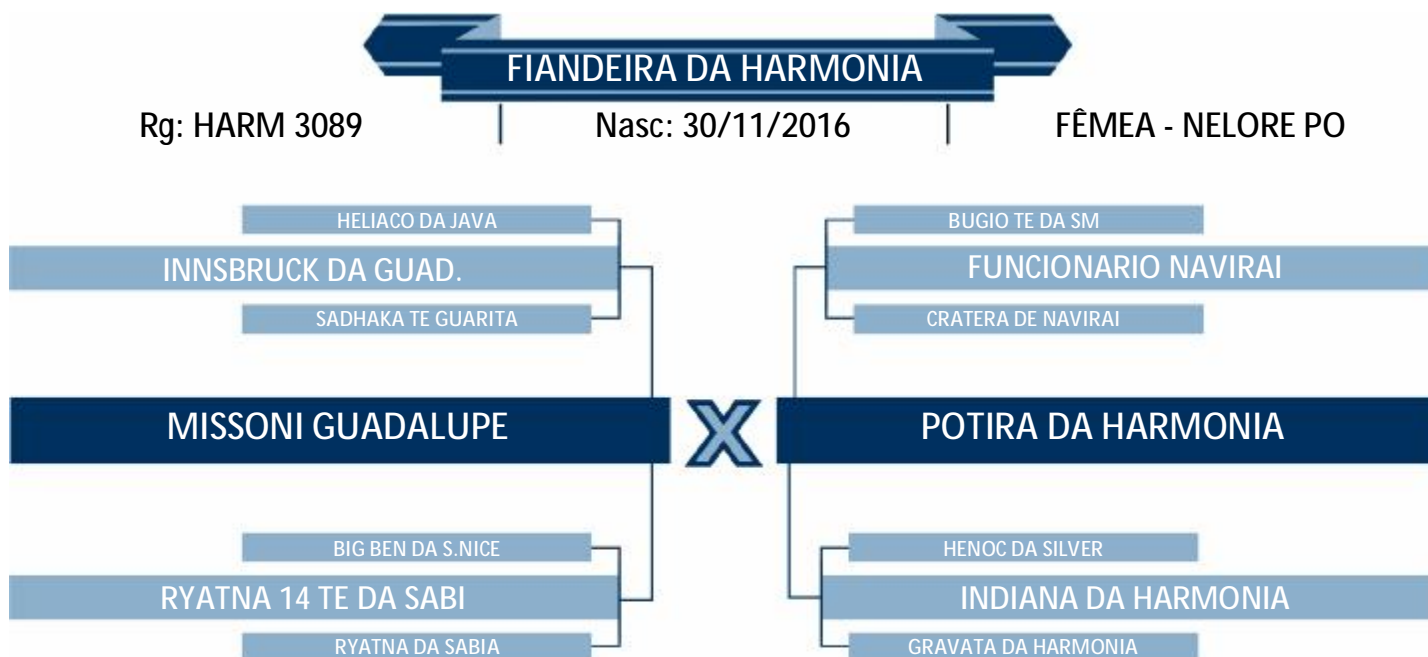 FIANDEIRA DA HARMONIA
Rg: HARM 3089 Nasc: 30/11/2016 FÊMEA - NELORE PO
HELIACO DA JAVA
INNSBRUCK DA GUAD.
SADHAKA TE GUARITA
BUGIO TE DA SM
FUNCIONARIO NAVIRAI
CRATERA DE NAVIRAI
MISSONI GUADALUPE X POTIRA DA HARMONIA
BIG BEN DA S.NICE
RYATNA 14 TE DA SABI
RYATNA DA SABIA
HENOC DA SILVER
INDIANA DA HARMONIA
GRAVATA DA HARMONIA